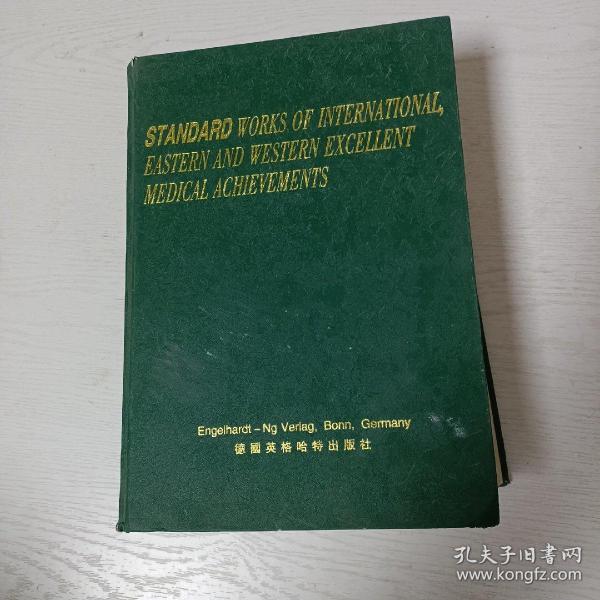 STANDARD WORKS OF INTERNATIONAL,
EASTERN AND WESTERN EXCELLENT
MEDICAL ACHIEVEMENTS
Engelhardt-Ng Verlag, Bonn, Germany
德國英格哈特出版社
孔夫子旧书网
www.kongfz.com